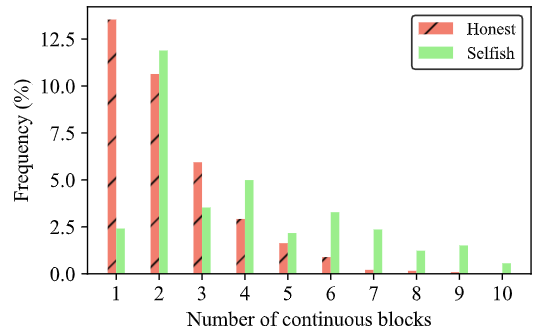 Honest
Selfish
Frequency (%)
12.5
10.0
7.5
5.0
2.5
0.0
1 2 3 4 5 6 7 8 9 10
Number of continuous blocks